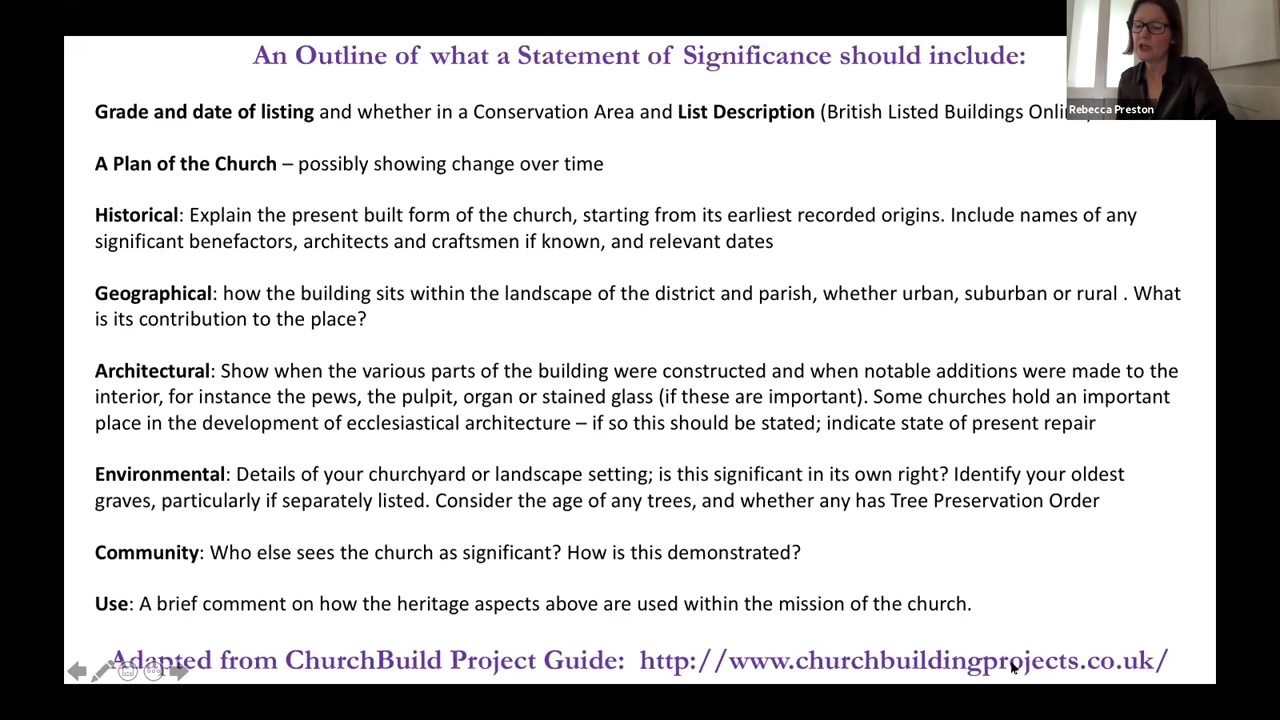 An Outline of what a Statement of Significance should include:
Rebecca Preston
Grade and date of listing and whether in a Conservation Area and List Description (British Listed Buildings
A Plan of the Church – possibly showing change over time
Historical: Explain the present built form of the church, starting from its earliest recorded origins. Include names of any
significant benefactors, architects and craftsmen if known, and relevant dates
Geographical: how the building sits within the landscape of the district and parish, whether urban, suburban or rural . What
is its contribution to the place?
Architectural: Show when the various parts of the building were constructed and when notable additions were made to the
interior, for instance the pews, the pulpit, organ or stained glass (if these are important). Some churches hold an important
place in the development of ecclesiastical architecture – if so this should be stated; indicate state of present repair
Environmental: Details of your churchyard or landscape setting; is this significant in its own right? Identify your oldest
graves, particularly if separately listed. Consider the age of any trees, and whether any has Tree Preservation Order
Community: Who else sees the church as significant? How is this demonstrated?
Use: A brief comment on how the heritage aspects above are used within the mission of the church.
Adapted from ChurchBuild Project Guide: http://www.churchbuildingprojects.co.uk/